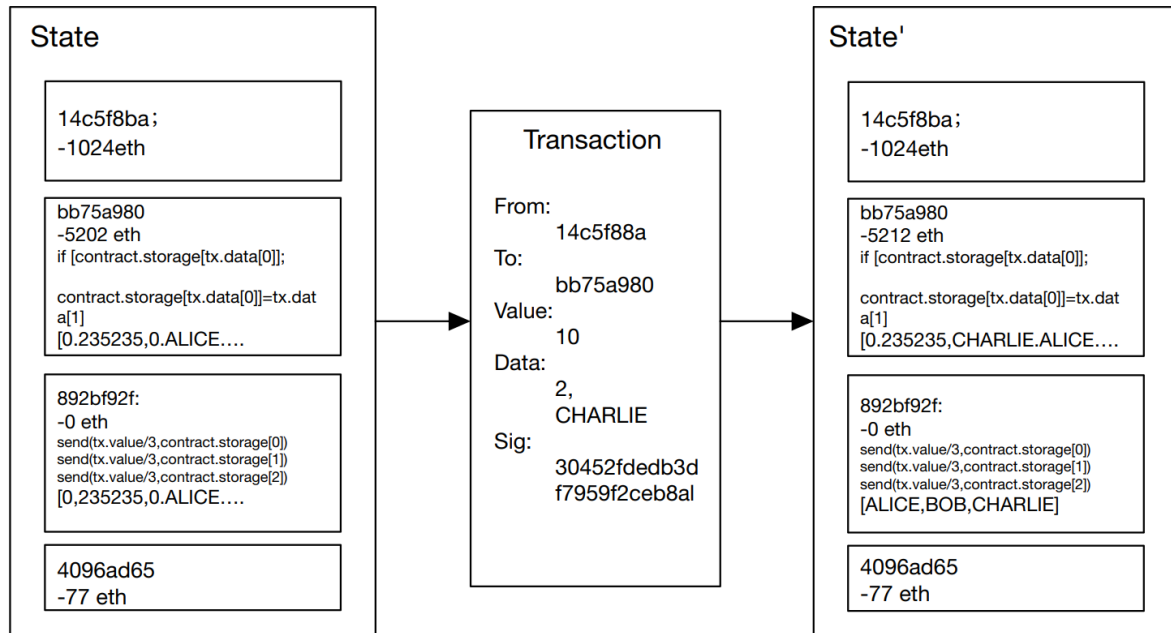 State
14c5f8ba；
-1024eth
bb75a980
-5202 eth
if [contract.storage[tx.data[0]];
contract.storage[tx.data[0]]=tx.dat
a[1]
[0.235235,0.ALICE….
892bf92f:
-0 eth
send(tx.value/3,contract.storage[0])
send(tx.value/3,contract.storage[1])
send(tx.value/3,contract.storage[2])
[0,235235,0.ALICE….
4096ad65
-77 eth
Transaction
From:
14c5f88a
To:
bb75a980
Value:
10
Data:
2,
CHARLIE
Sig:
30452fdedb3d
f7959f2ceb8al
State'
14c5f8ba；
-1024eth
bb75a980
-5212 eth
if [contract.storage[tx.data[0]];
contract.storage[tx.data[0]]=tx.dat
a[1]
[0.235235,CHARLIE.ALICE….
892bf92f:
-0 eth
send(tx.value/3,contract.storage[0])
send(tx.value/3,contract.storage[1])
send(tx.value/3,contract.storage[2])
[ALICE,BOB,CHARLIE]
4096ad65
-77 eth